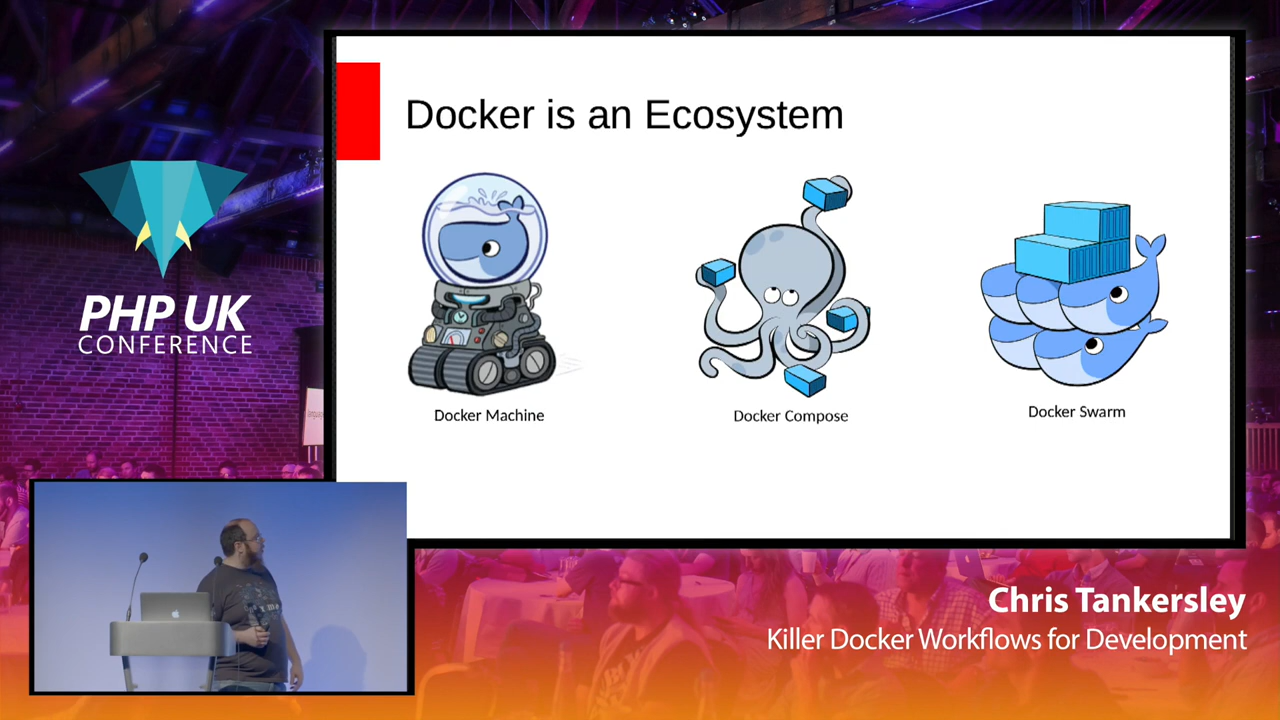 Docker is an Ecosystem
Docker Machine
Docker Compose
Docker Swarm
PHP UK
CONFERENCE
Chris Tankersley
Killer Docker Workflows for Development